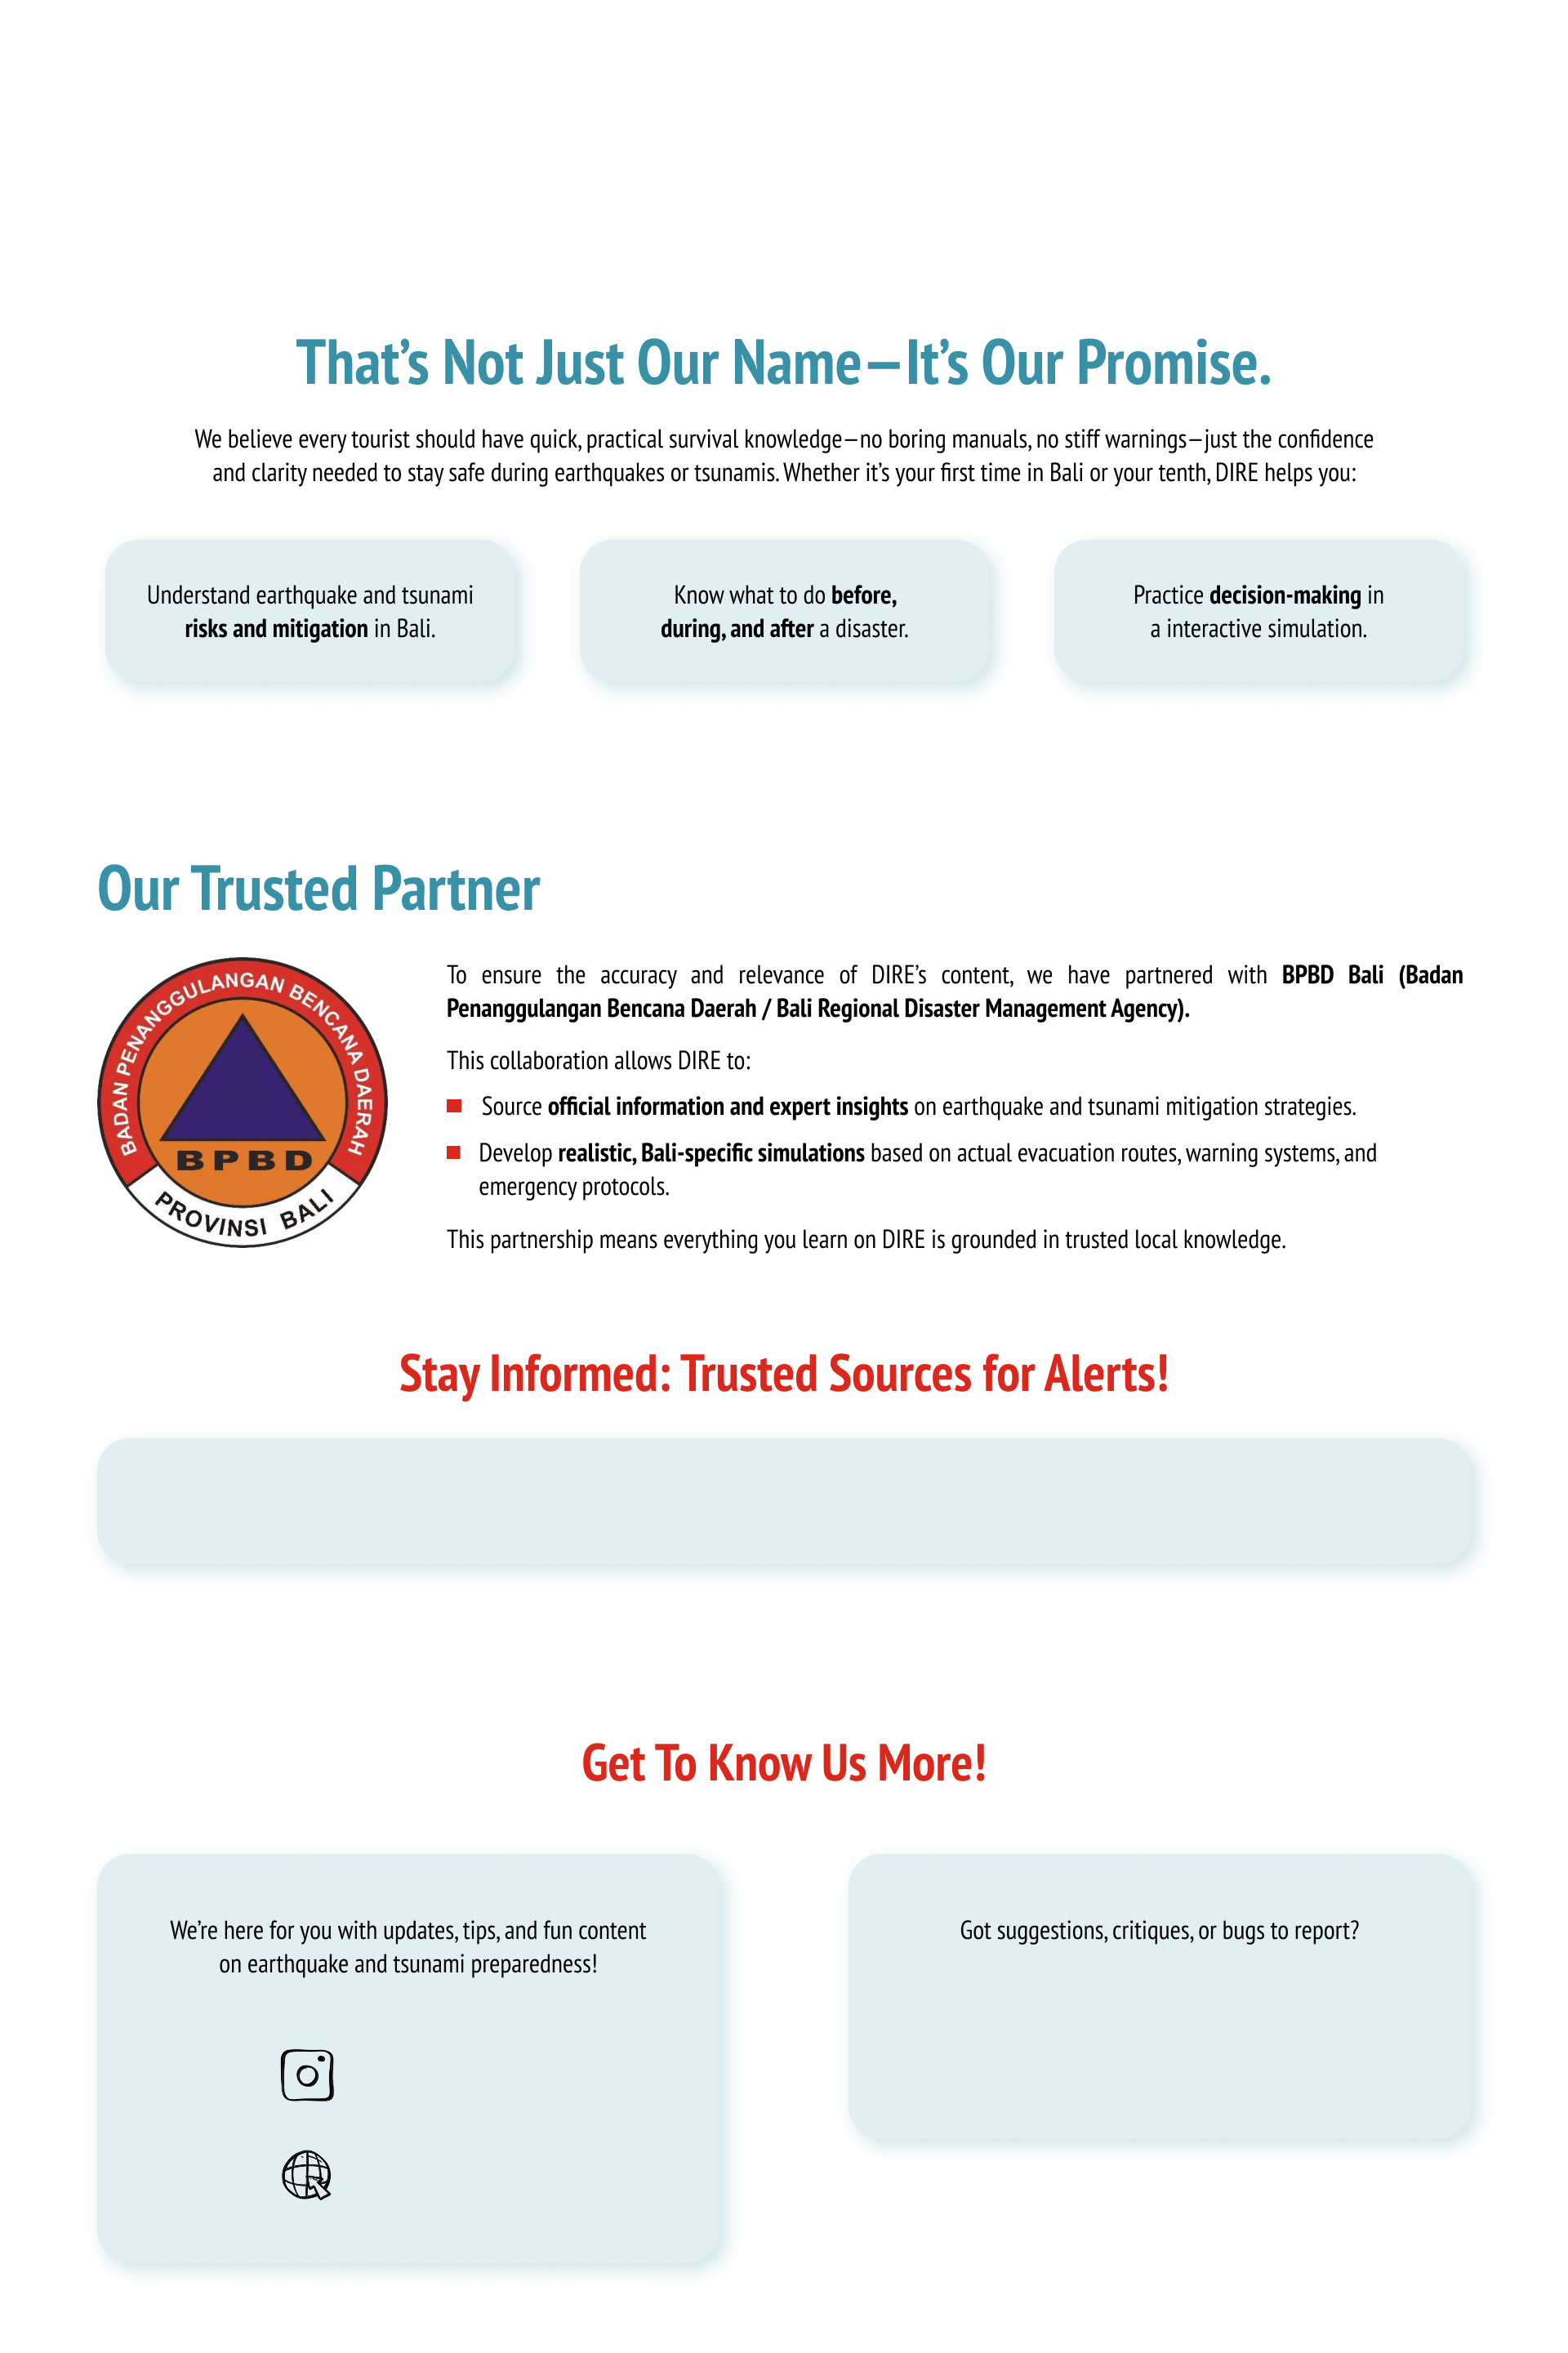 That's Not Just Our Name—It's Our Promise.
We believe every tourist should have quick, practical survival knowledge—no boring manuals, no stiff warnings—just the confidence
and clarity needed to stay safe during earthquakes or tsunamis. Whether it's your first time in Bali or your tenth, DIRE helps you:
Understand earthquake and tsunami
risks and mitigation in Bali.
Know what to do before,
during, and after a disaster.
Practice decision-making in
a interactive simulation.
Our Trusted Partner
BADAN PENANGGULANGAN BENCANA DAERAH
BPBD
PROVINSI BALI
To ensure the accuracy and relevance of DIRE's content, we have partnered with BPBD Bali (Badan
Penanggulangan Bencana Daerah / Bali Regional Disaster Management Agency).
This collaboration allows DIRE to:
Source official information and expert insights on earthquake and tsunami mitigation strategies.
Develop realistic, Bali-specific simulations based on actual evacuation routes, warning systems, and
emergency protocols.
This partnership means everything you learn on DIRE is grounded in trusted local knowledge.
Stay Informed: Trusted Sources for Alerts!
Get To Know Us More!
We're here for you with updates, tips, and fun content
on earthquake and tsunami preparedness!
Got suggestions, critiques, or bugs to report?